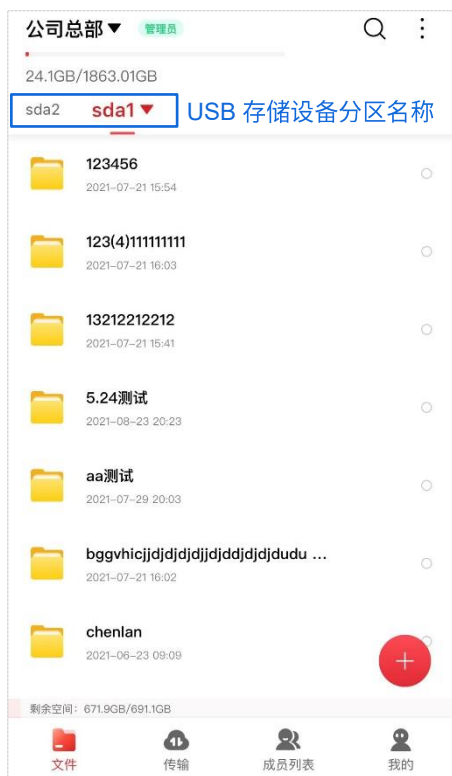 公司总部▼ 管理员
24.1GB/1863.01GB
sda2 sda1▼ USB 存储设备分区名称
123456
2021-07-21 15:54
123(4)111111111
2021-07-21 16:03
13212212212
2021-07-21 15:41
5.24测试
2021-08-23 20:23
aa测试
2021-07-29 20:03
bggvhicjjdjdjdjdjjdjddjdjdjdudu ...
2021-07-21 16:02
chenlan
2021-06-23 09:09
剩余空间：671.9GB/691.1GB
文件 传输 成员列表 我的